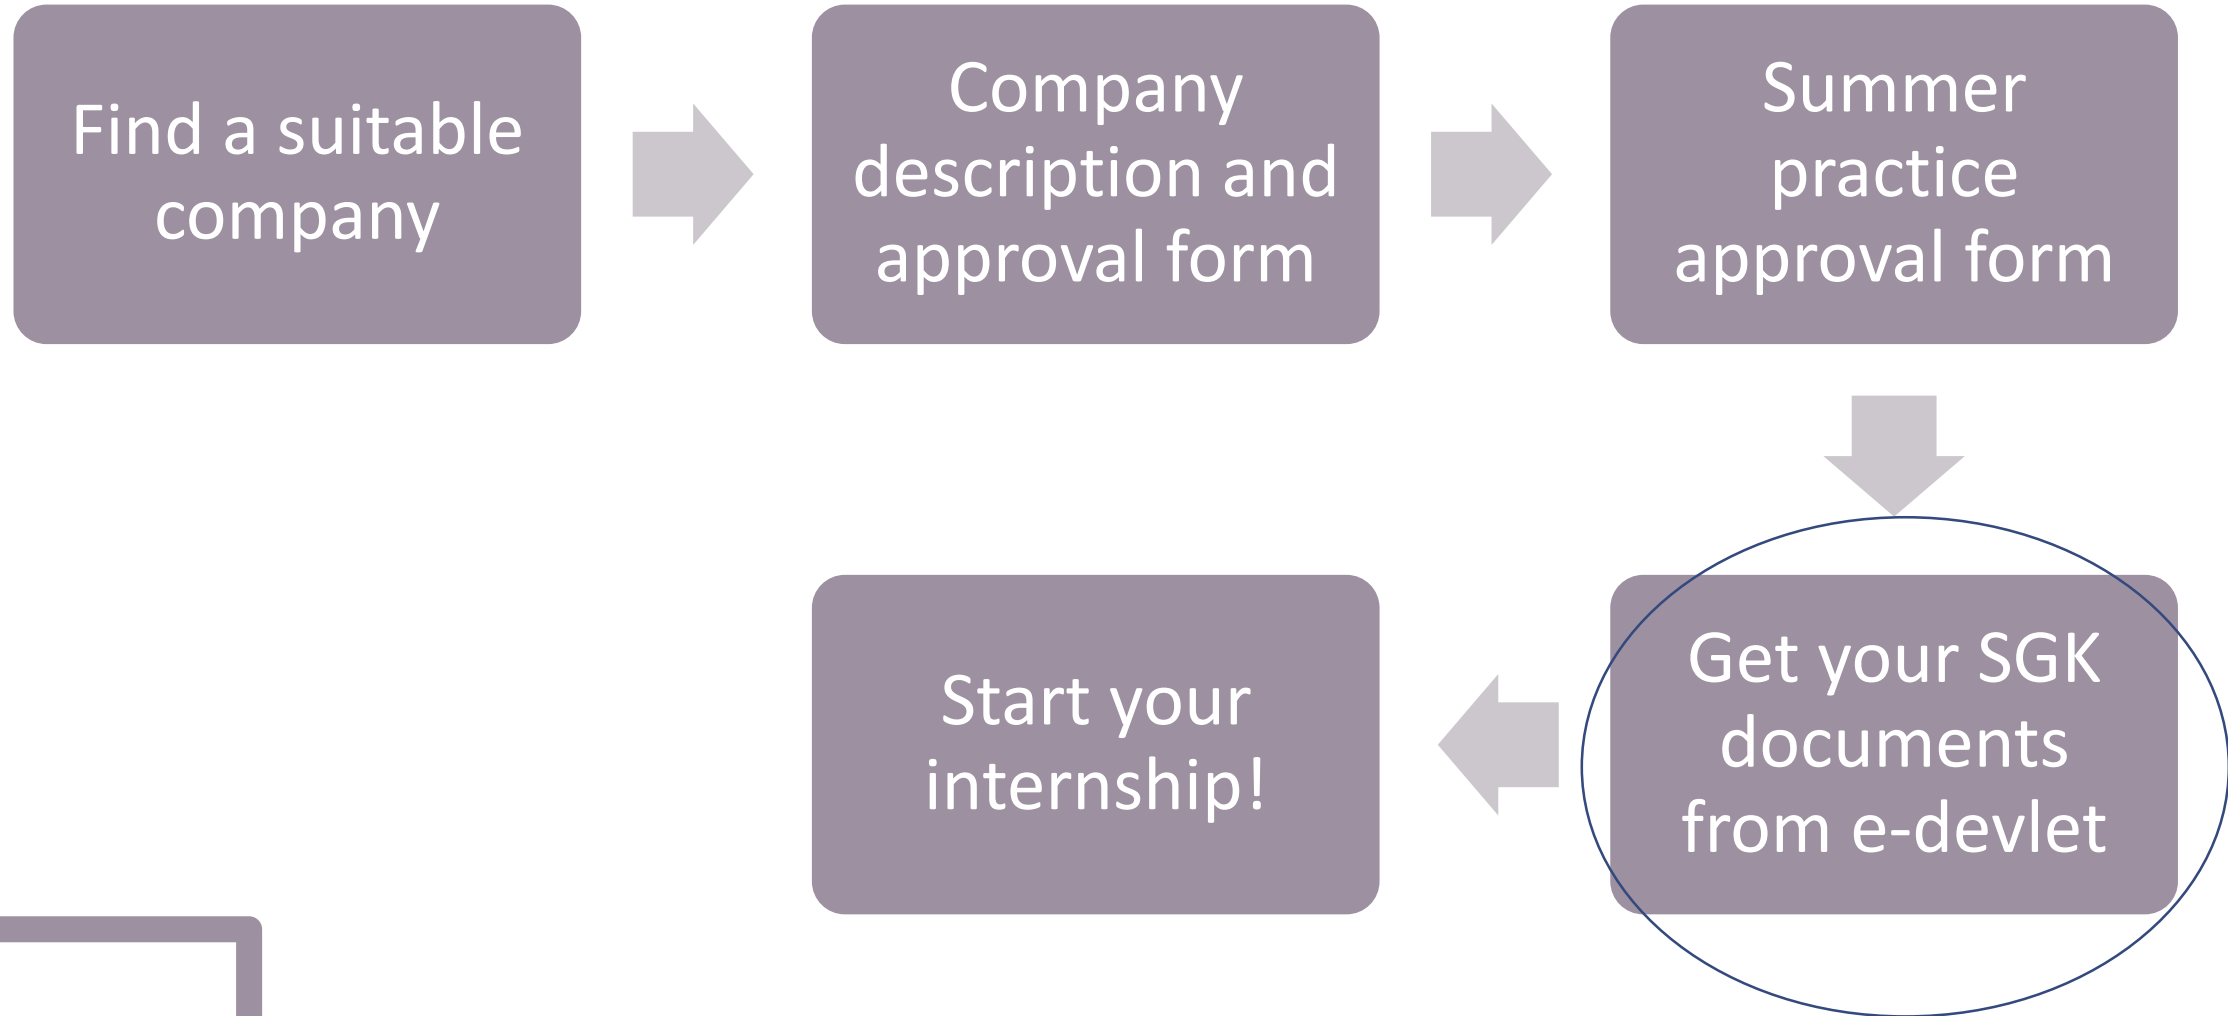 Find a suitable
company
Company
description and
approval form
Summer
practice
approval form
Get your SGK
documents
from e-devlet
Start your
internship!